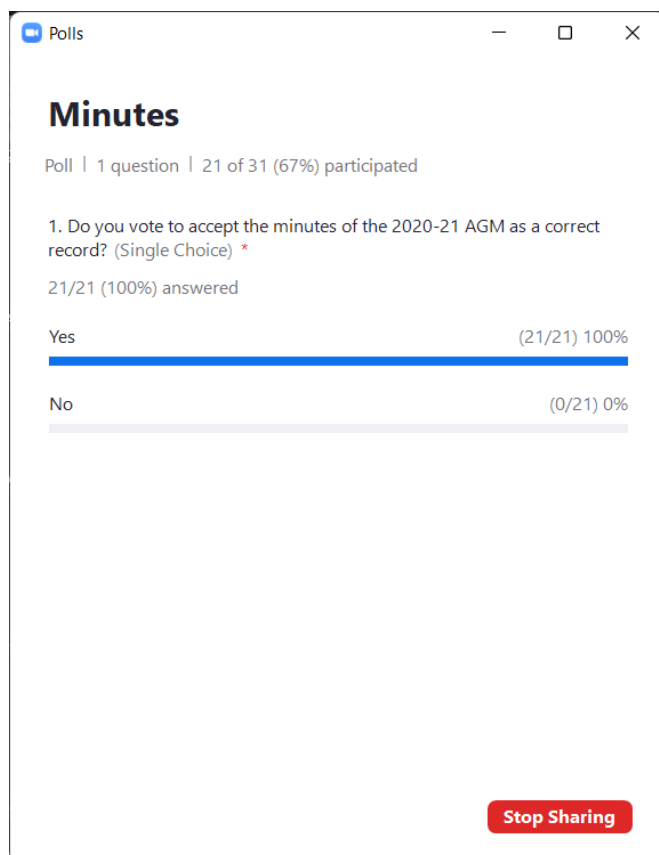 Polls
Minutes
Poll | 1 question | 21 of 31 (67%) participated
1. Do you vote to accept the minutes of the 2020-21 AGM as a correct
record? (Single Choice) *
21/21 (100%) answered
Yes (21/21) 100%
No (0/21) 0%
Stop Sharing